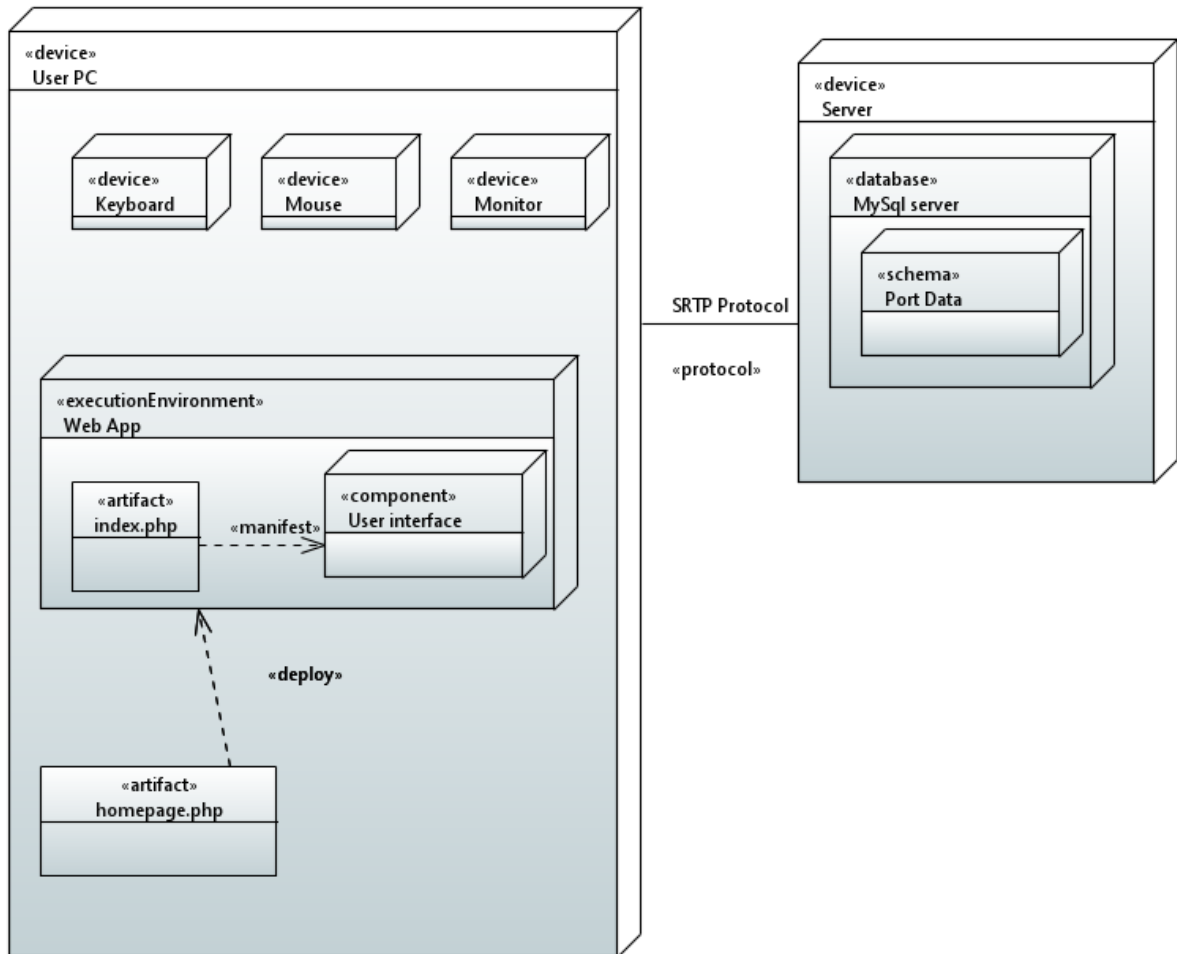 «device»
User PC
«device»
Keyboard
«device»
Mouse
«device»
Monitor
«executionEnvironment»
Web App
«artifact»
index.php
«manifest»
«component»
User interface
«deploy»
«artifact»
homepage.php
SRTP Protocol
«protocol»
«device»
Server
«database»
MySql server
«schema»
Port Data